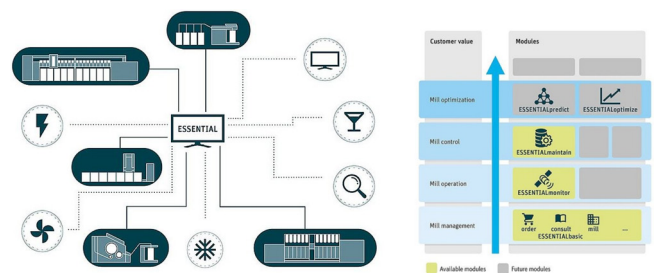 ESSENTIAL
Customer value
Modules
Mill optimization
ESSENTIALpredict
ESSENTIALoptimize
Mill control
ESSENTIALmaintain
Mill operation
ESSENTIALmonitor
Mill management
order consult mill ...
ESSENTIALbasic
Available modules
Future modules